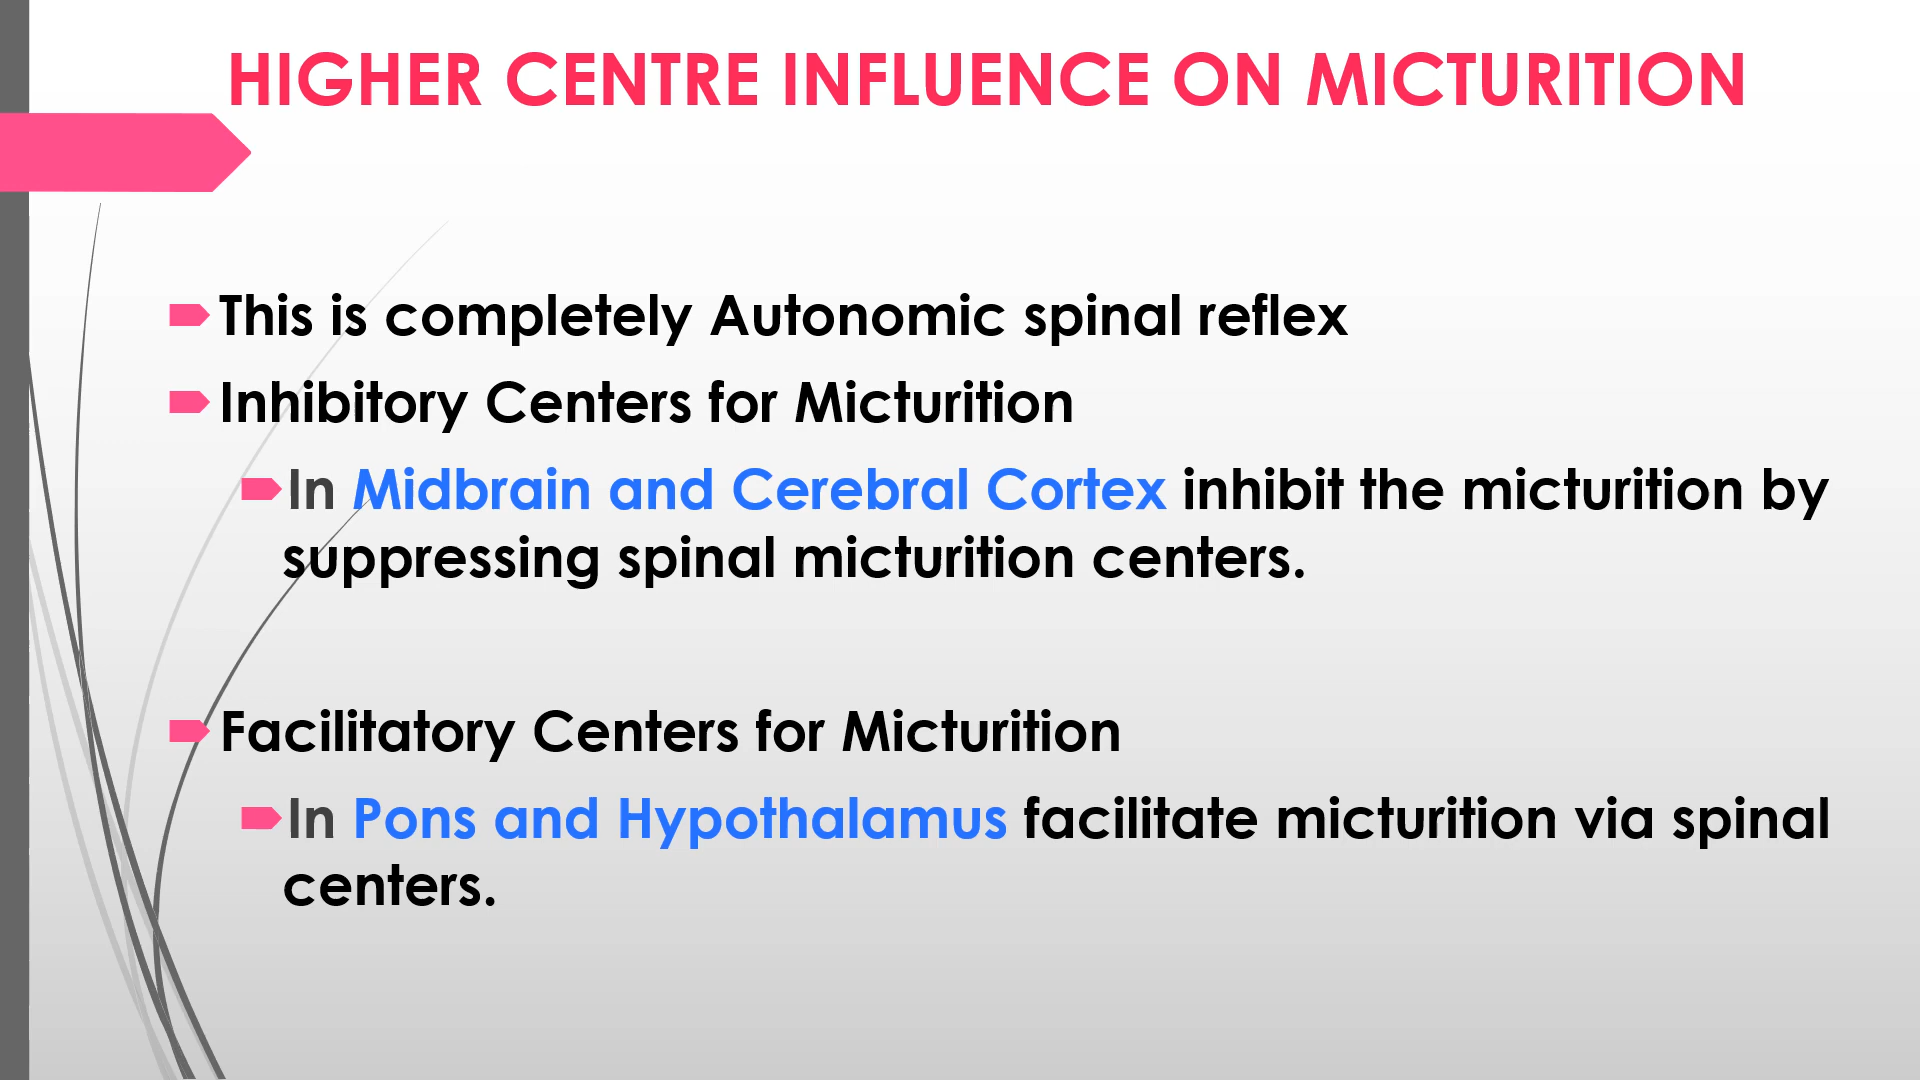 HIGHER CENTRE INFLUENCE ON MICTURITION
This is completely Autonomic spinal reflex
Inhibitory Centers for Micturition
In Midbrain and Cerebral Cortex inhibit the micturition by
suppressing spinal micturition centers.
Facilitatory Centers for Micturition
In Pons and Hypothalamus facilitate micturition via spinal
centers.